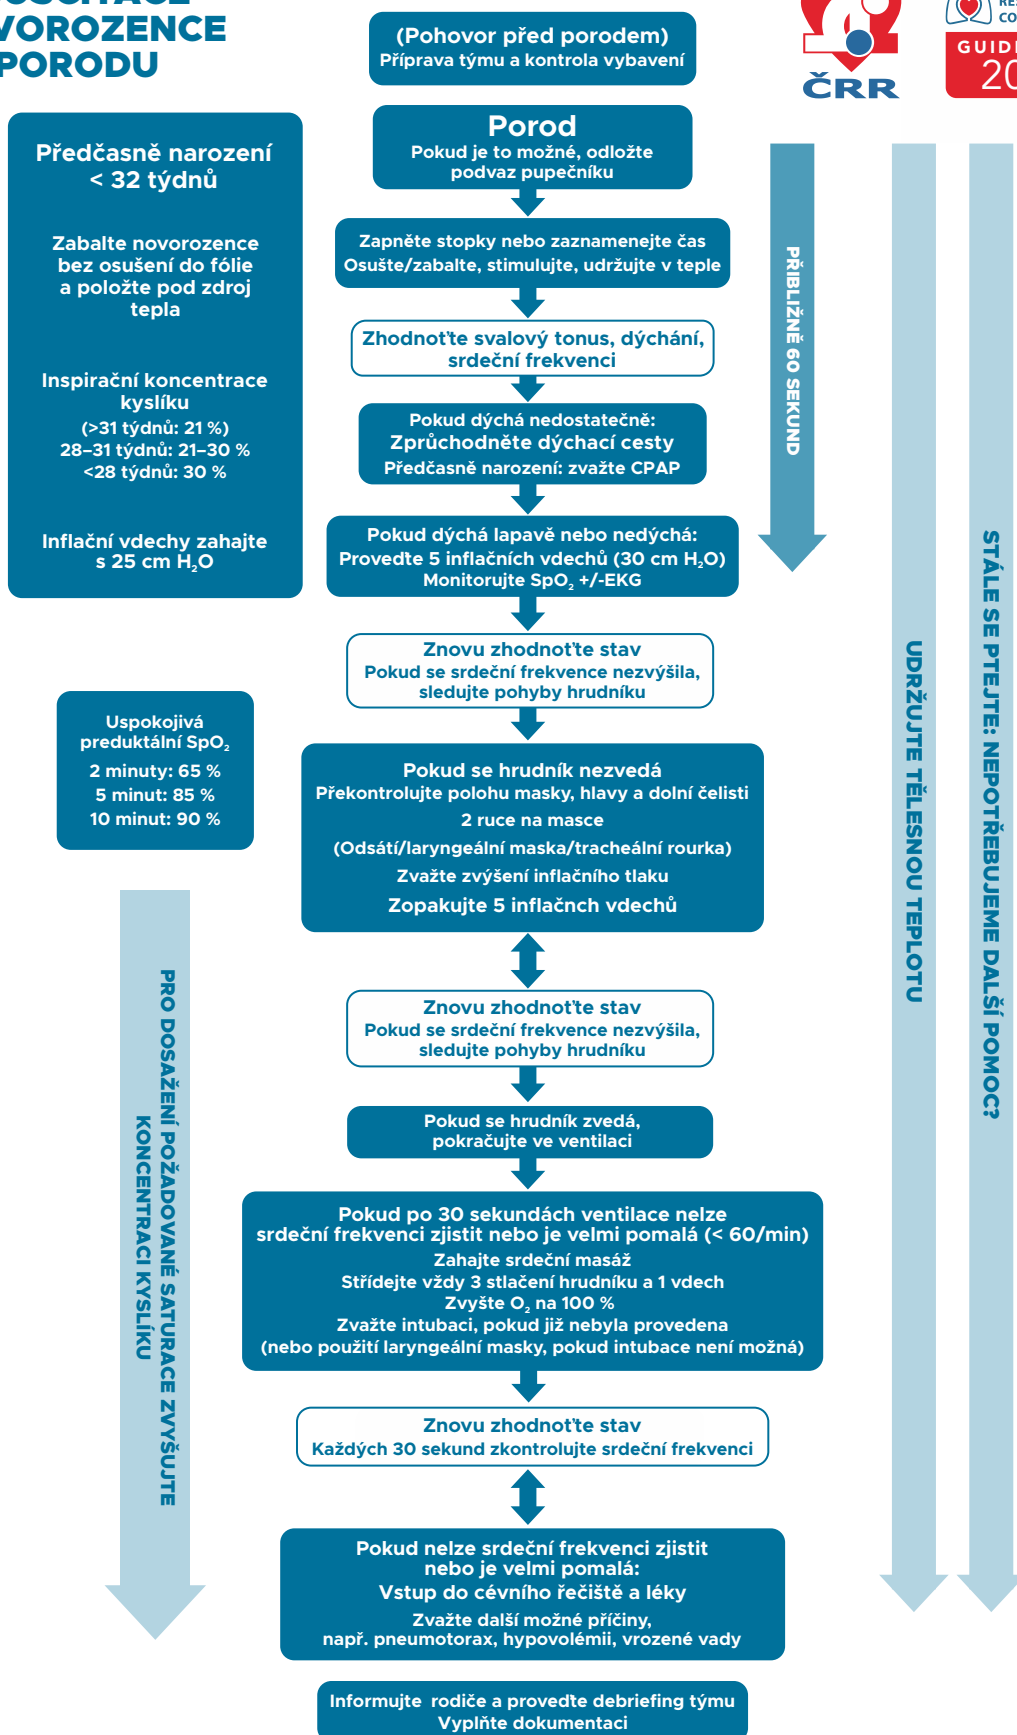 VOROZENCE
PORODU
(Pohovor před porodem)
Příprava týmu a kontrola vybavení
ČRR
20
Porod
Pokud je to možné, odložte
podvaz pupečníku
Předčasně narození
< 32 týdnů
Zabalte novorozence
bez osušení do fólie
a položte pod zdroj
tepla
Inspirační koncentrace
kyslíku
(>31 týdnů: 21 %)
28–31 týdnů: 21–30 %
<28 týdnů: 30 %
Inflační vdechy zahajte
s 25 cm H₂O
Zapněte stopky nebo zaznamenejte čas
Osušte/zabalte, stimulujte, udržujte v teple
Zhodnoťte svalový tonus, dýchání,
srdeční frekvenci
Pokud dýchá nedostatečně:
Zprůchodněte dýchací cesty
Předčasně narození: zvažte CPAP
Pokud dýchá lapavě nebo nedýchá:
Proveďte 5 inflačních vdechů (30 cm H₂O)
Monitorujte SpO₂ +/-EKG
PŘIBLIŽNĚ 60 SEKUND
Znovu zhodnoťte stav
Pokud se srdeční frekvence nezvýšila,
sledujte pohyby hrudníku
Uspokojivá
preduktální SpO₂
2 minuty: 65 %
5 minut: 85 %
10 minut: 90 %
Pokud se hrudník nezvedá
Překontrolujte polohu masky, hlavy a dolní čelisti
2 ruce na masce
(Odsátí/laryngeální maska/tracheální rourka)
Zvažte zvýšení inflačního tlaku
Zopakujte 5 inflačnch vdechů
UDRŽUJTE TĚLESNOU TEPLOTU
STÁLE SE PTEJTE: NEPOTŘEBUJEME DALŠÍ POMOC?
Znovu zhodnoťte stav
Pokud se srdeční frekvence nezvýšila,
sledujte pohyby hrudníku
Pokud se hrudník zvedá,
pokračujte ve ventilaci
PRO DOSAŽENÍ POŽADOVANÉ SATURACE ZVYŠUJTE
KONCENTRACI KYSLÍKU
Pokud po 30 sekundách ventilace nelze
srdeční frekvenci zjistit nebo je velmi pomalá (< 60/min)
Zahajte srdeční masáž
Střídejte vždy 3 stlačení hrudníku a 1 vdech
Zvyšte O₂ na 100 %
Zvažte intubaci, pokud již nebyla provedena
(nebo použití laryngeální masky, pokud intubace není možná)
Znovu zhodnoťte stav
Každých 30 sekund zkontrolujte srdeční frekvenci
Pokud nelze srdeční frekvenci zjistit
nebo je velmi pomalá:
Vstup do cévního řečiště a léky
Zvažte další možné příčiny,
např. pneumotorax, hypovolémii, vrozené vady
Informujte rodiče a proveďte debriefing týmu
Vyplňte dokumentaci